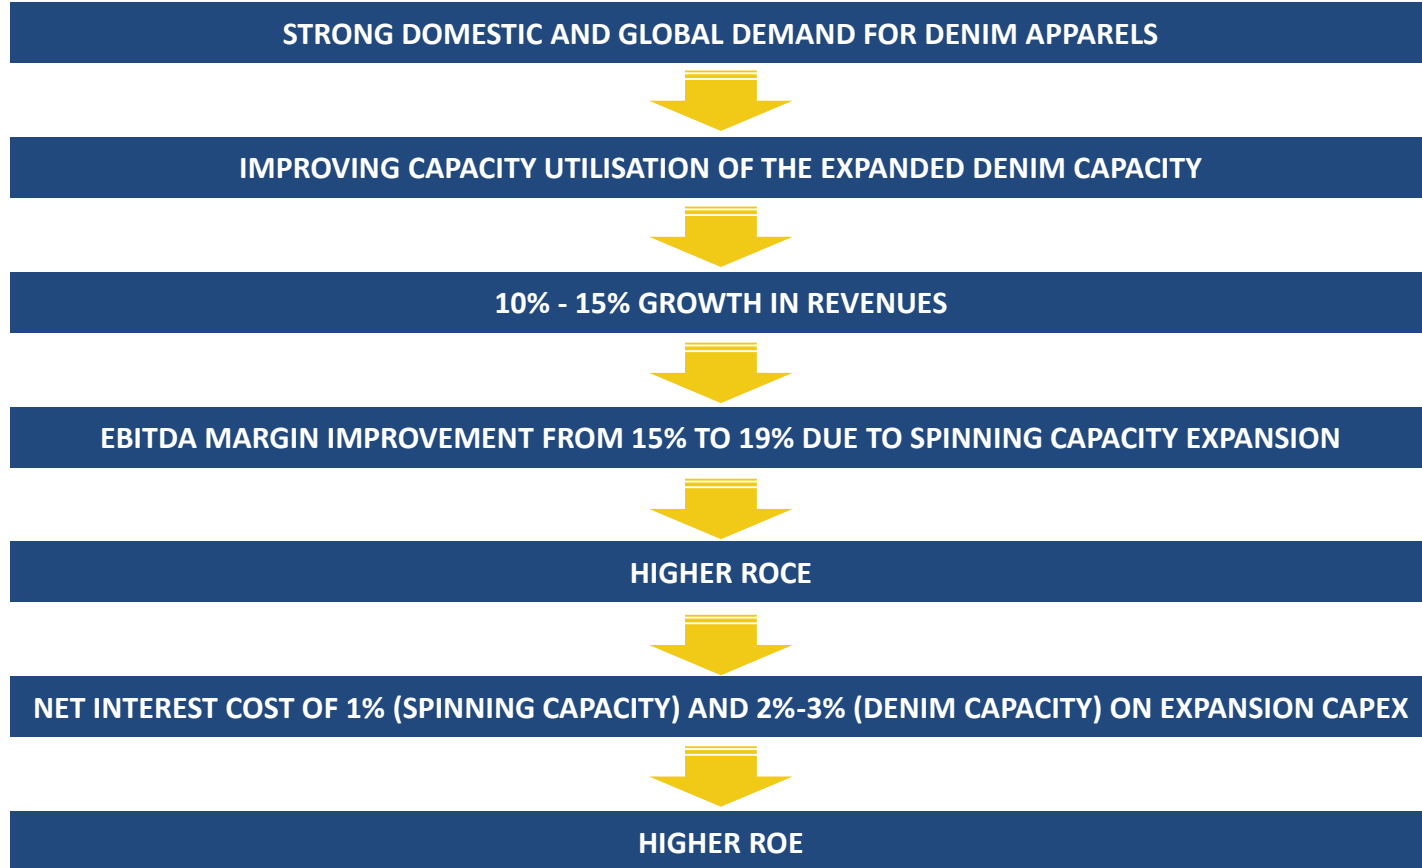 STRONG DOMESTIC AND GLOBAL DEMAND FOR DENIM APPARELS
IMPROVING CAPACITY UTILISATION OF THE EXPANDED DENIM CAPACITY
10% - 15% GROWTH IN REVENUES
EBITDA MARGIN IMPROVEMENT FROM 15% TO 19% DUE TO SPINNING CAPACITY EXPANSION
HIGHER ROCE
NET INTEREST COST OF 1% (SPINNING CAPACITY) AND 2%-3% (DENIM CAPACITY) ON EXPANSION CAPEX
HIGHER ROE